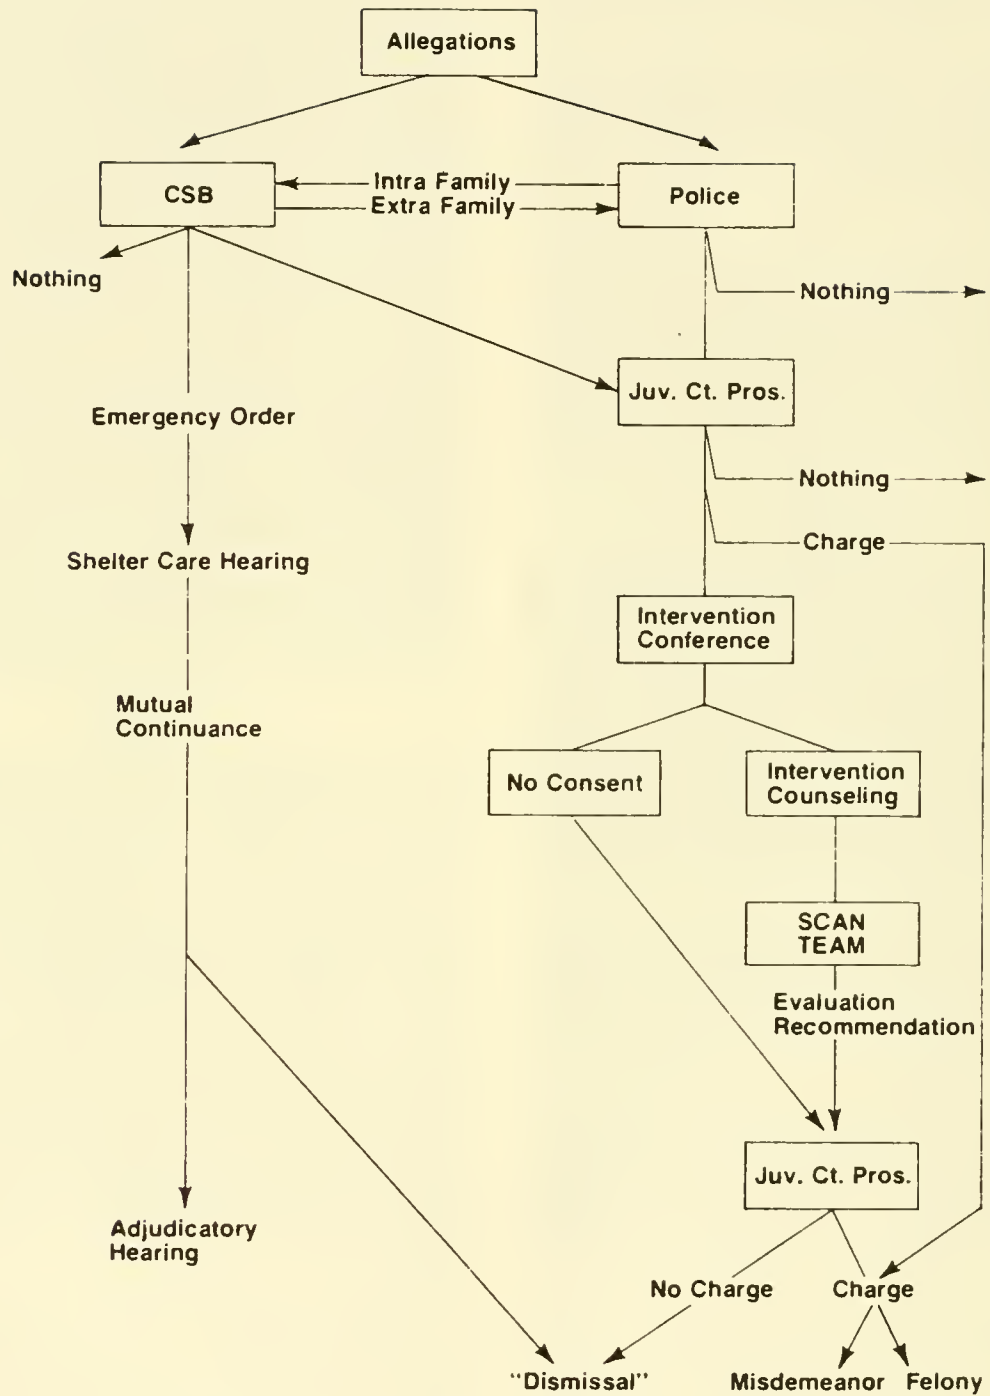 Allegations
CSB
Intra Family
Extra Family
Police
Nothing
Nothing
Juv. Ct. Pros.
Emergency Order
Nothing
Charge
Shelter Care Hearing
Intervention
Conference
Mutual
Continuance
No Consent
Intervention
Counseling
SCAN
TEAM
Evaluation
Recommendation
Juv. Ct. Pros.
Adjudicatory
Hearing
No Charge
Charge
"Dismissal"
Misdemeanor
Felony